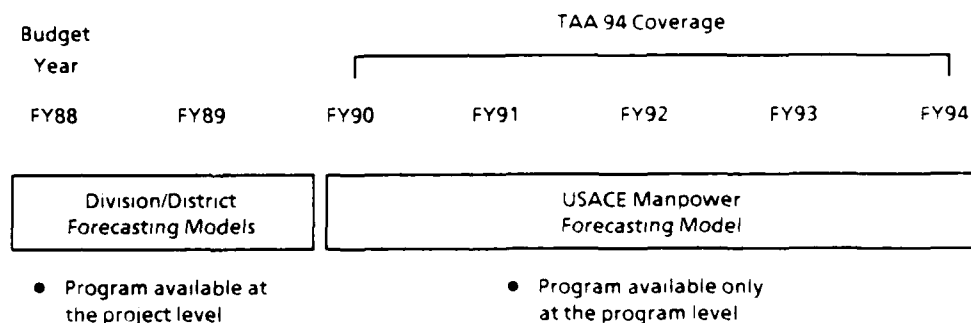 TAA 94 Coverage
Budget
Year
FY88 FY89 FY90 FY91 FY92 FY93 FY94
Division/District
Forecasting Models
USACE Manpower
Forecasting Model
● Program available at
the project level
● Program available only
at the program level